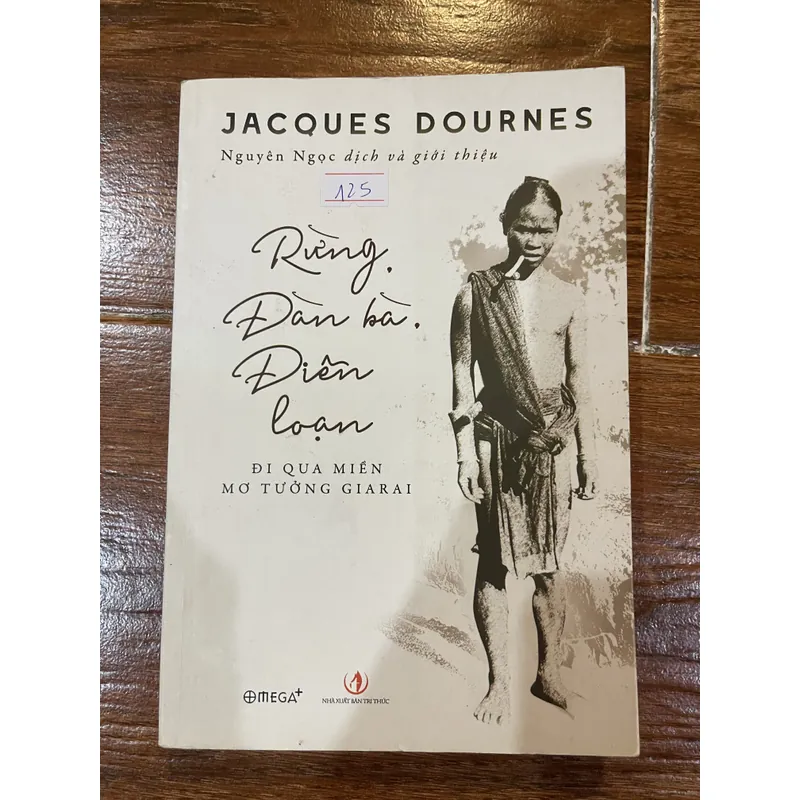 JACQUES DOURNES
Nguyên Ngọc dịch và giới thiệu
125
Rừng,
Đàn bà,
Điên
loạn
ĐI QUA MIỀN
MƠ TƯỞNG GIARAI
OMEGA+
NHÀ XUẤT BẢN TRI THỨC